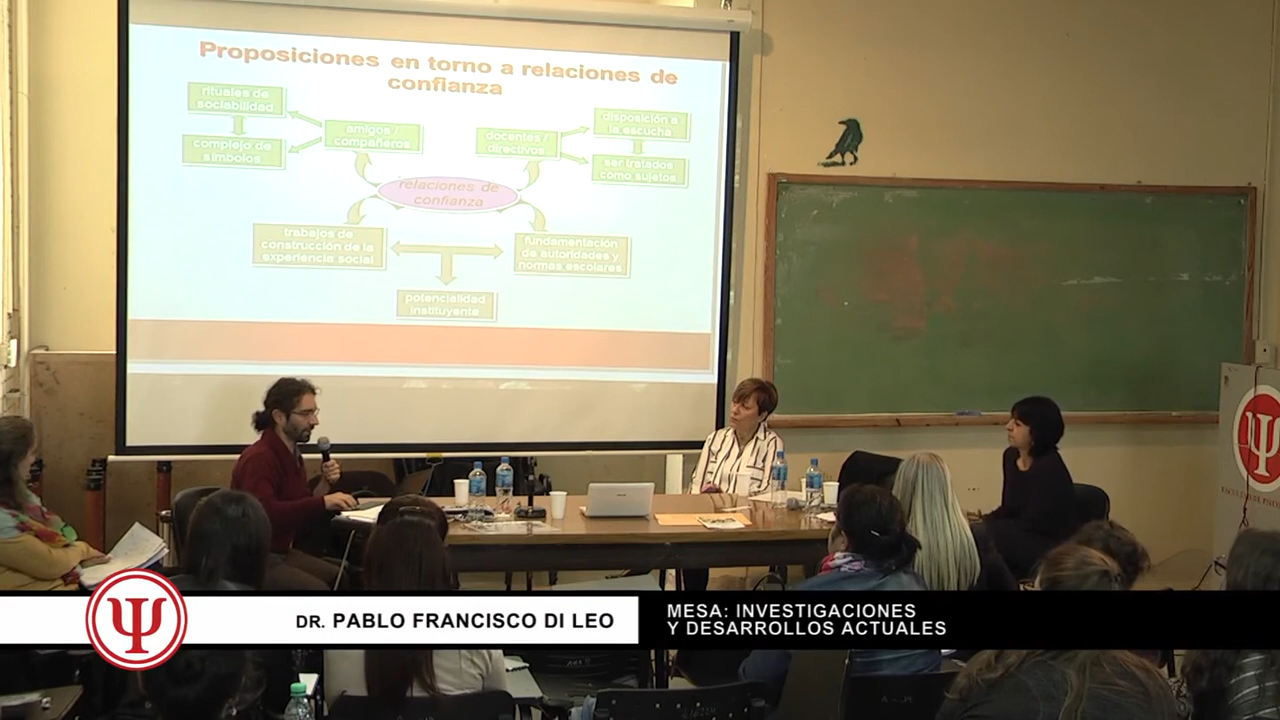 Proposiciones en torno a relaciones de
confianza
rituales de
sociabilidad
complejo de
símbolos
amigos /
compañeros
docentes /
directivos
disposición a
la escucha
ser tratados
como sujetos
relaciones de
confianza
trabajos de
construcción de la
experiencia social
fundamentación
de autoridades y
normas escolares
potencialidad
instituyente
Ψ
FACULTAD DE
Ψ
DR. PABLO FRANCISCO DI LEO
MESA: INVESTIGACIONES
Y DESARROLLOS ACTUALES